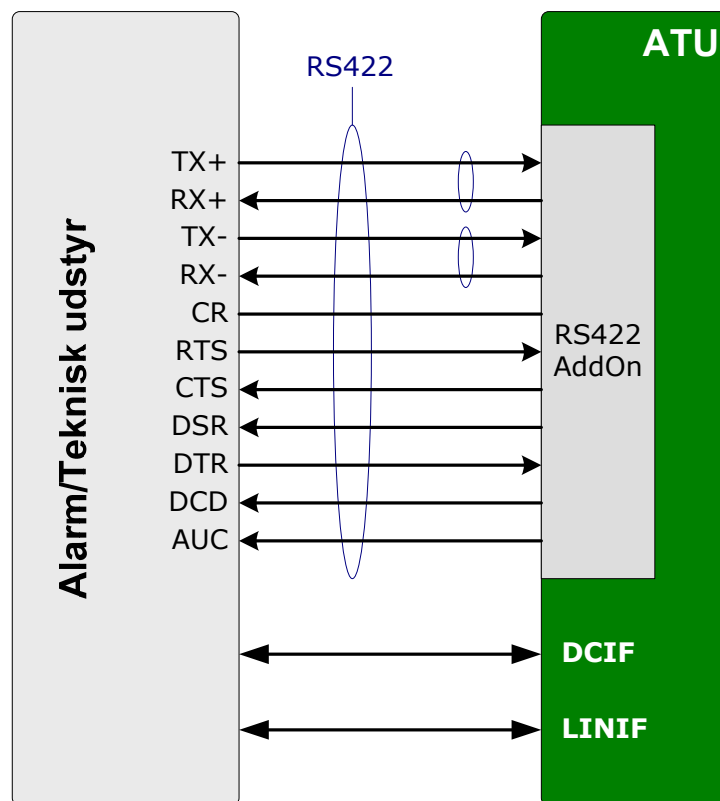 ATU
RS422
TX+
RX+
TX-
RX-
CR
RTS
CTS
DSR
DTR
DCD
AUC
Alarm/Teknisk udstyr
RS422
AddOn
DCIF
LINIF